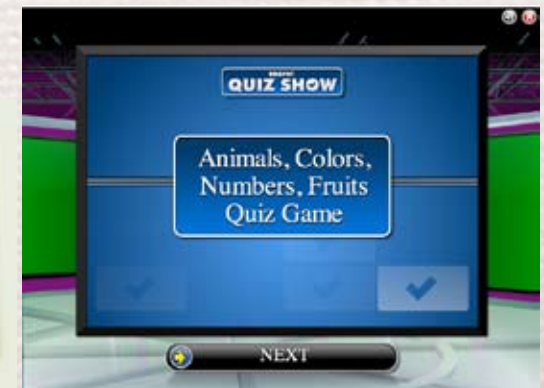 QUIZ SHOW
Animals, Colors,
Numbers, Fruits
Quiz Game
NEXT